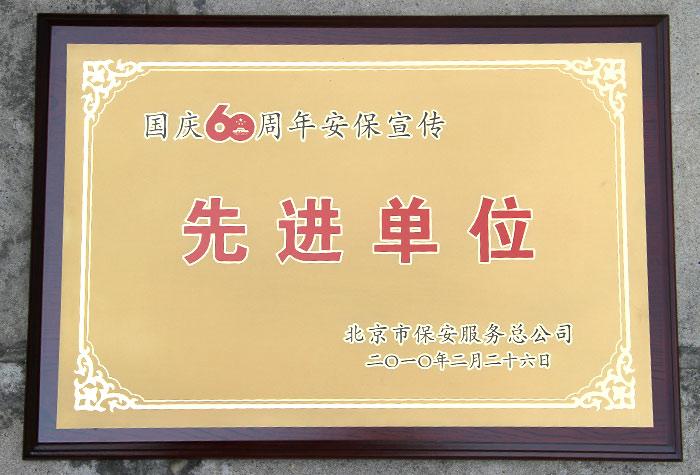 国庆60周年安保宣传
先进单位
北京市保安服务总公司
二〇一〇年二月二十六日